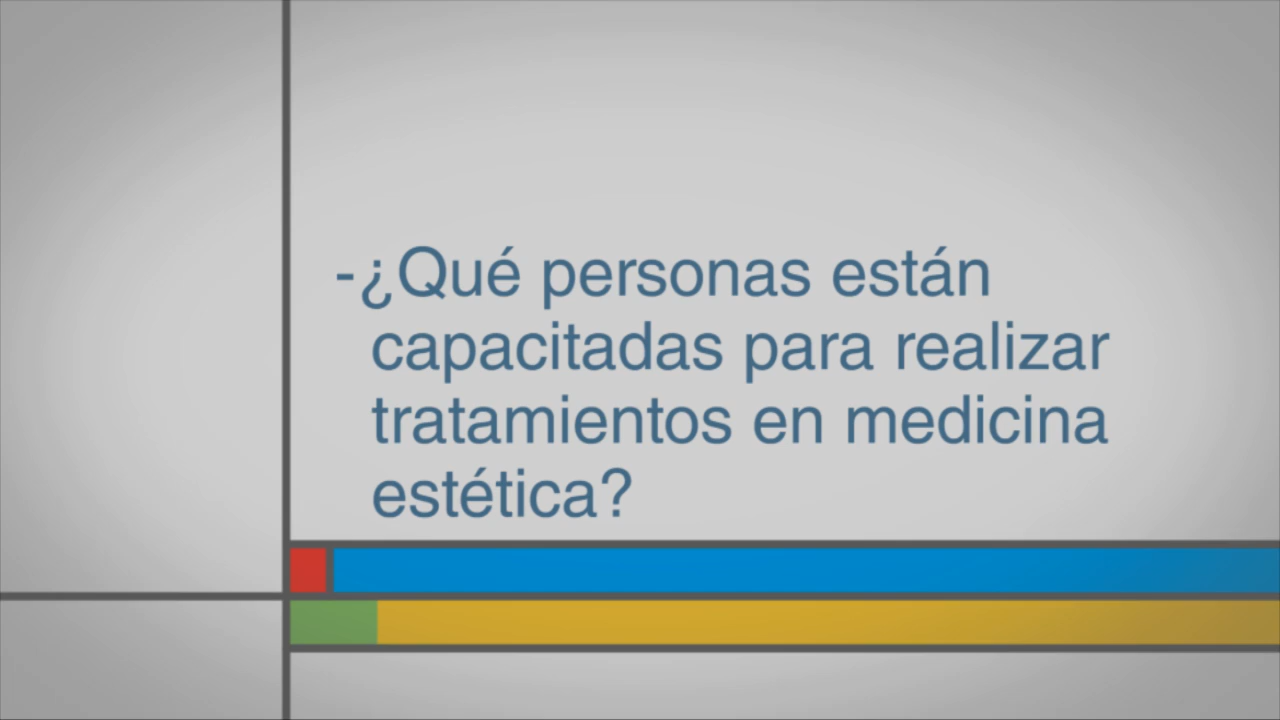 -¿Qué personas están
capacitadas para realizar
tratamientos en medicina
estética?